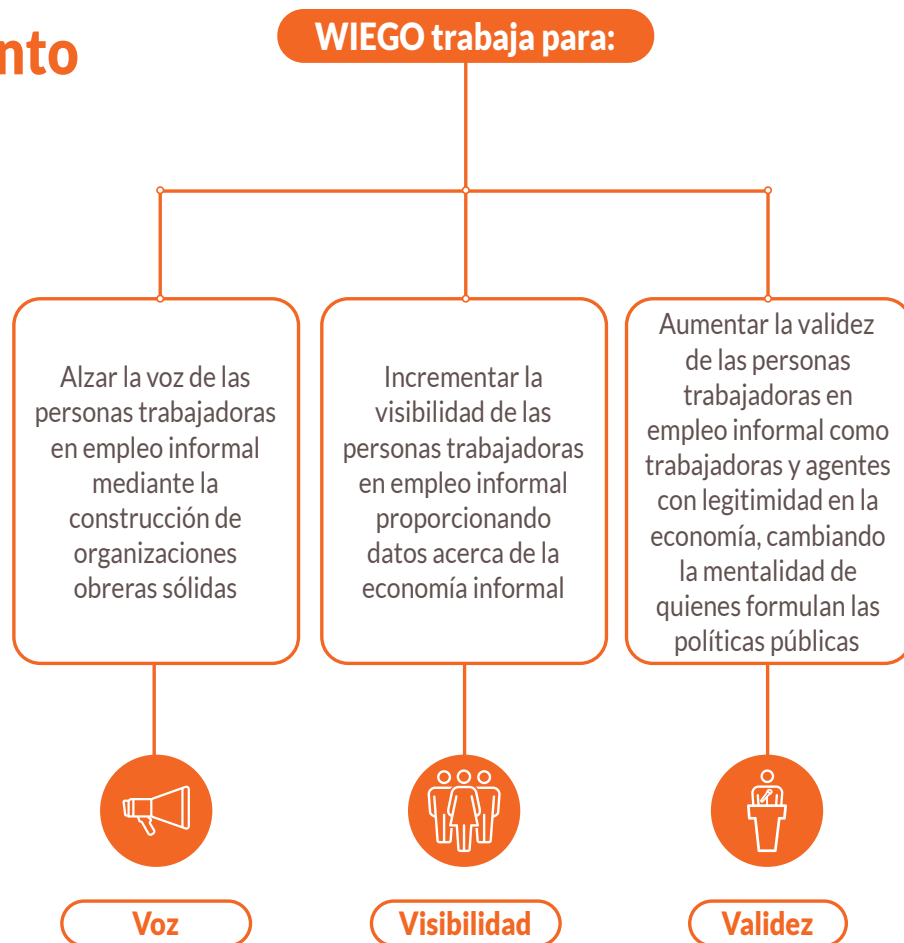 nto
WIEGO trabaja para:
Alzar la voz de las
personas trabajadoras
en empleo informal
mediante la
construcción de
organizaciones
obreras sólidas
Incrementar la
visibilidad de las
personas trabajadoras
en empleo informal
proporcionando
datos acerca de la
economía informal
Aumentar la validez
de las personas
trabajadoras en
empleo informal como
trabajadoras y agentes
con legitimidad en la
economía, cambiando
la mentalidad de
quienes formulan las
políticas públicas
Voz
Visibilidad
Validez